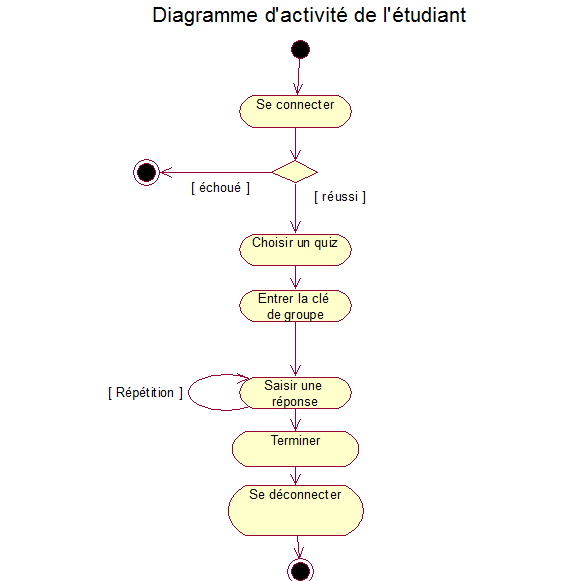 Diagramme d'activité de l'étudiant
Se connecter
[ échoué ]
[ réussi ]
Choisir un quiz
Entrer la clé
de groupe
[ Répétition ]
Saisir une
réponse
Terminer
Se déconnecter